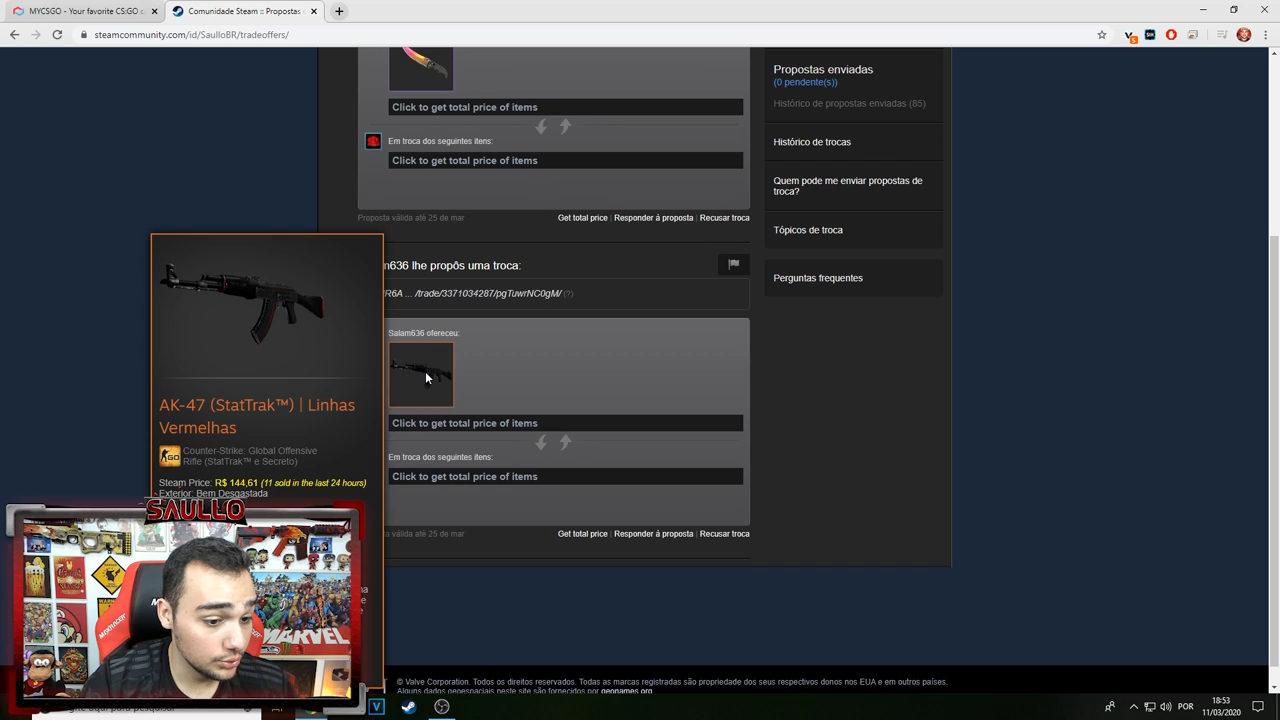 MYCSGO - Your favorite CS:GO c
Comunidade Steam :: Propostas
steamcommunity.com/id/SaulloBR/tradeoffers/
Click to get total price of items
Em troca dos seguintes itens:
Click to get total price of items
Proposta válida até 25 de mar
Get total price | Responder à proposta | Recusar troca
Propostas enviadas
(0 pendente(s))
Histórico de propostas enviadas (85)
Histórico de trocas
Quem pode me enviar propostas de
troca?
Tópicos de troca
Perguntas frequentes
am636 lhe propôs uma troca:
R6A ... /trade/3371034287/pgTuwrNC0gM/ (?)
Salam636 ofereceu:
Click to get total price of items
Em troca dos seguintes itens:
Click to get total price of items
ta válida até 25 de mar
Get total price | Responder à proposta | Recusar troca
AK-47 (StatTrak™) | Linhas
Vermelhas
GO
Counter-Strike: Global Offensive
Rifle (StatTrak™ e Secreto)
Steam Price: R$ 144,61 (11 sold in the last 24 hours)
Exterior: Bem Desgastada
SAULLO
MARVEL
© Valve Corporation. Todos os direitos reservados. Todas as marcas registradas são propriedade dos seus respectivos donos nos EUA e em outros países.
Alguns dados geoespaciais neste site são fornecidos por geonames.org.
aqui para pesquisar
POR
18:53
11/03/2020